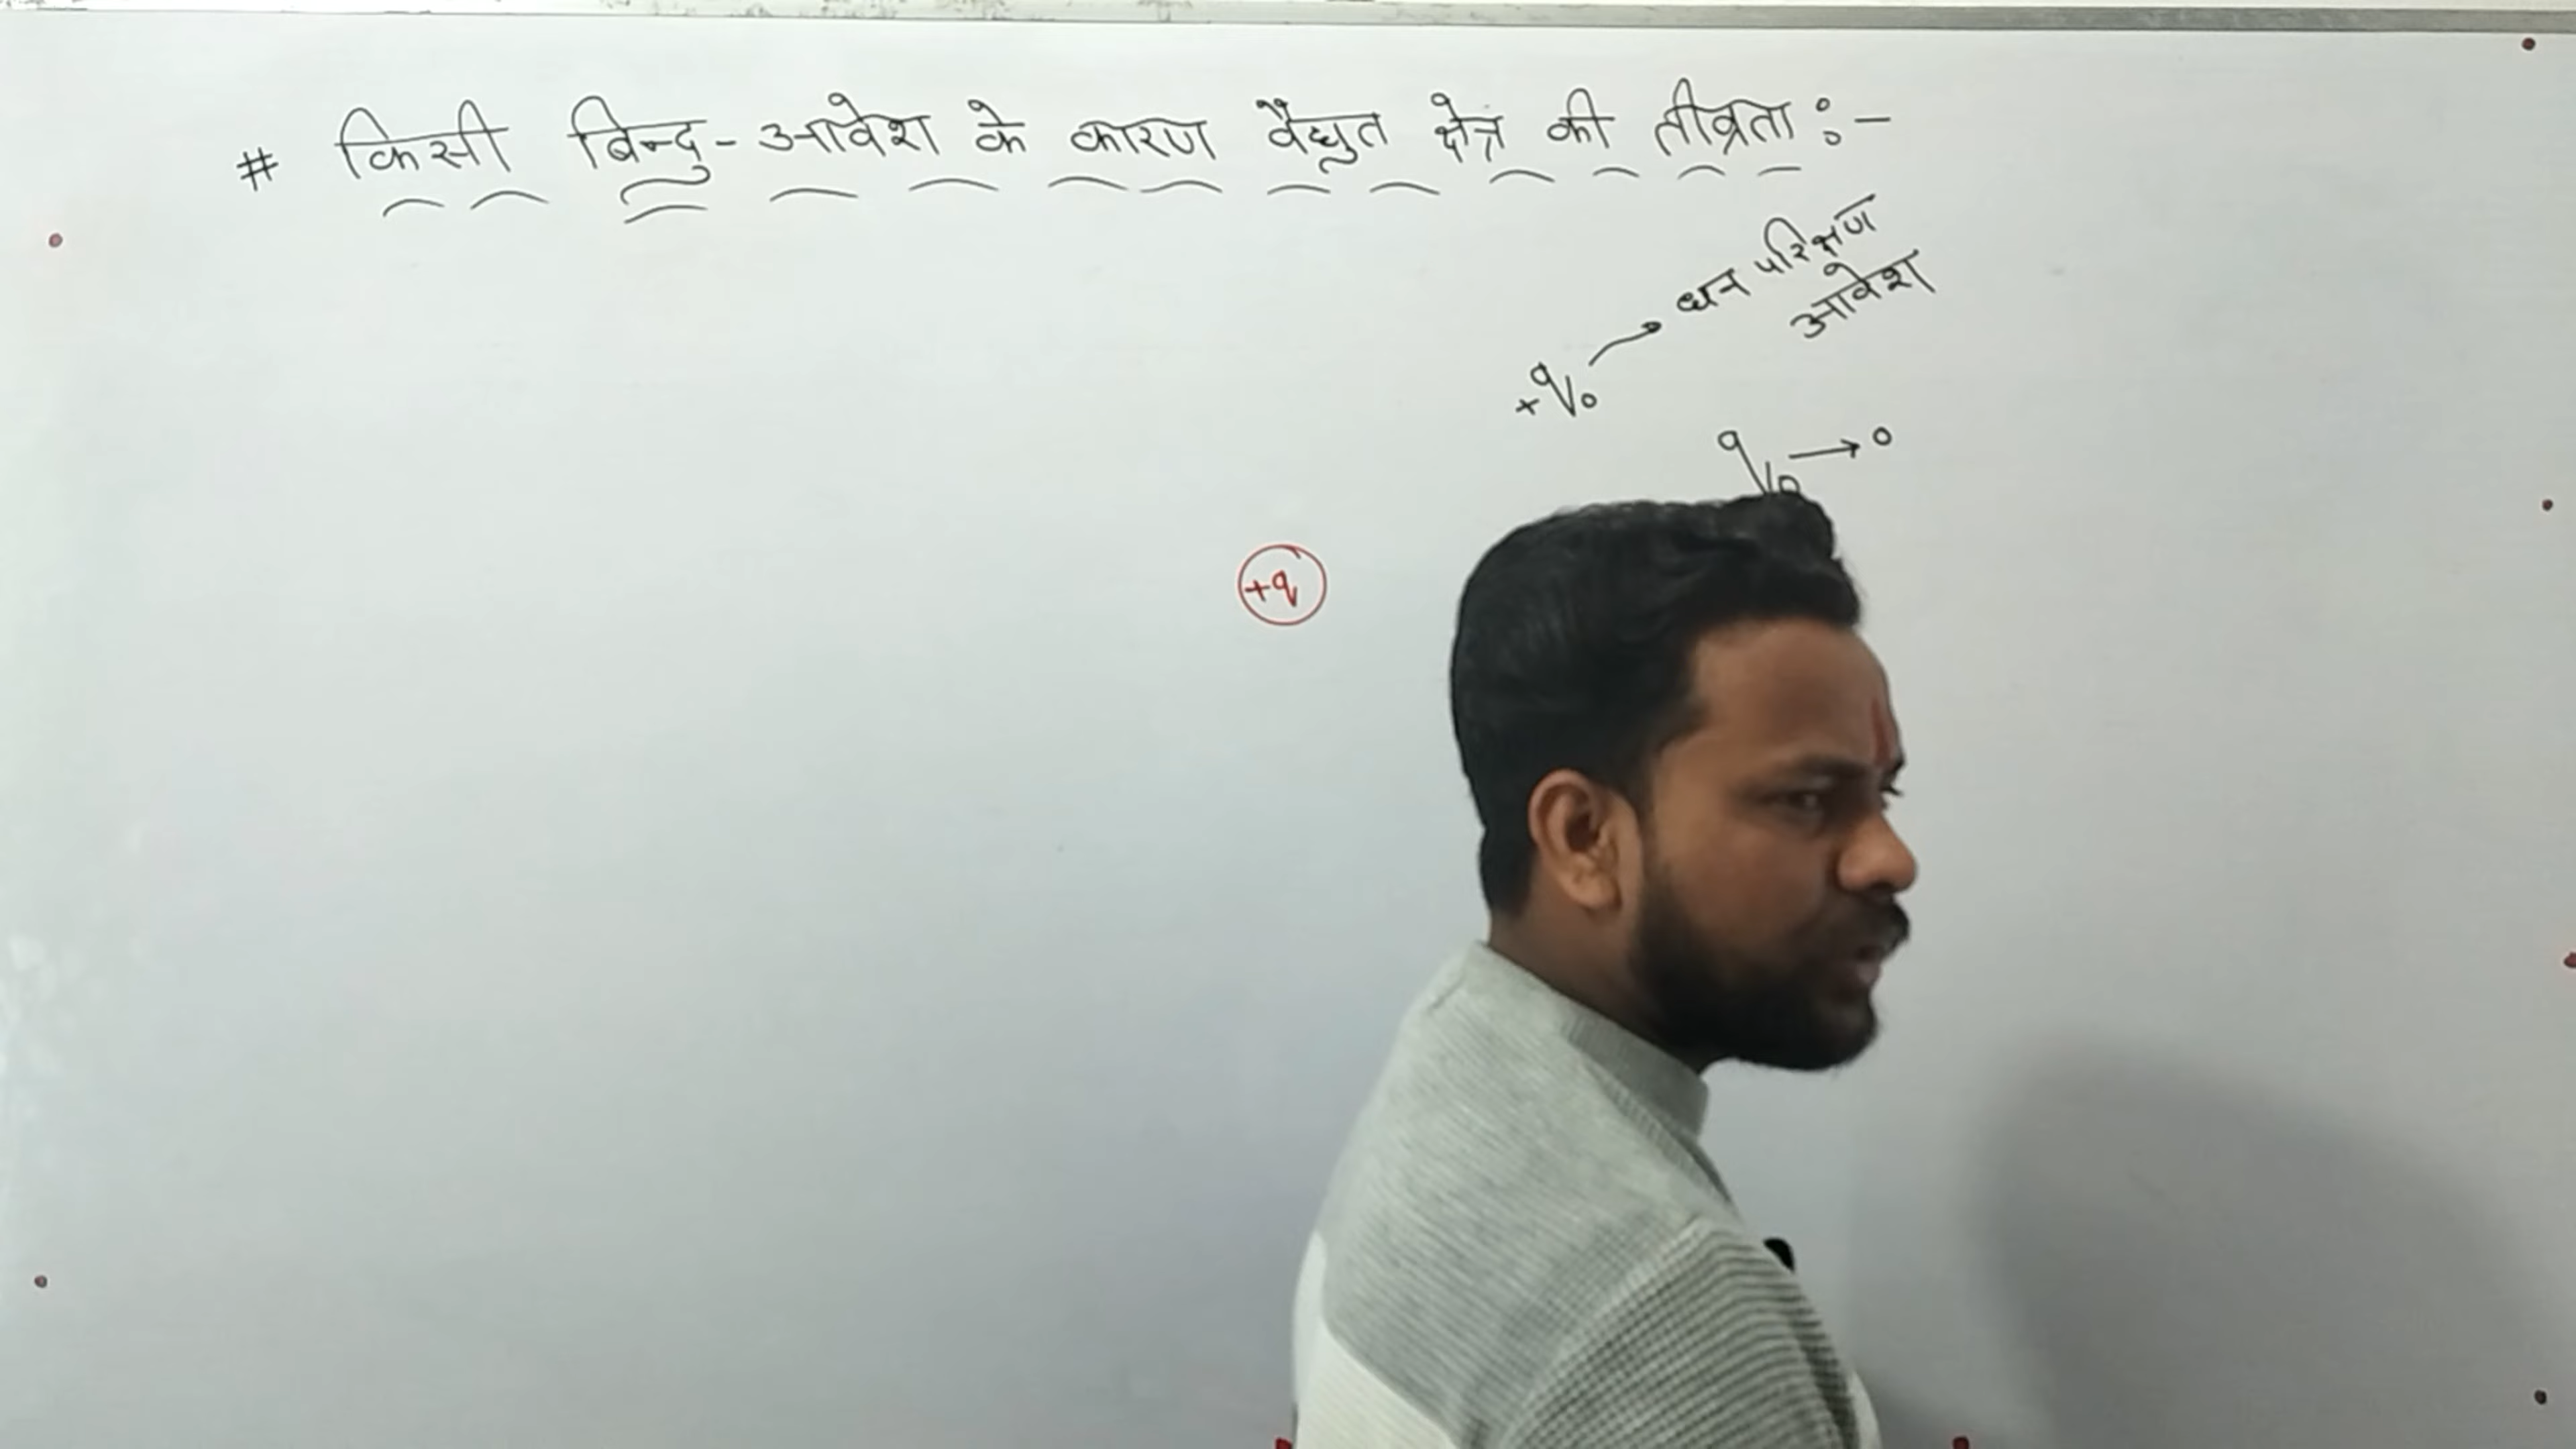 # किसी बिन्दु-आवेश के कारण वैद्युत क्षेत्र की तीव्रता :-
धन परिक्षण
आवेश
+q₀
q₀ → 0
+q